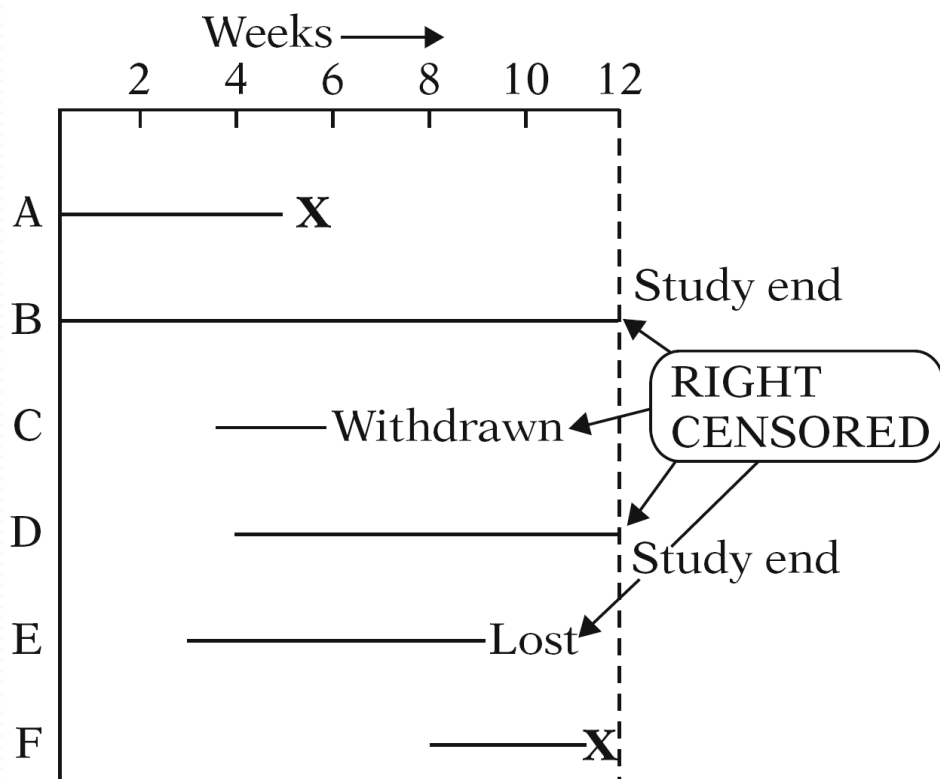 Weeks
2 4 6 8 10 12
A X
Study end
B
RIGHT
CENSORED
C Withdrawn
D
Study end
E Lost
F X